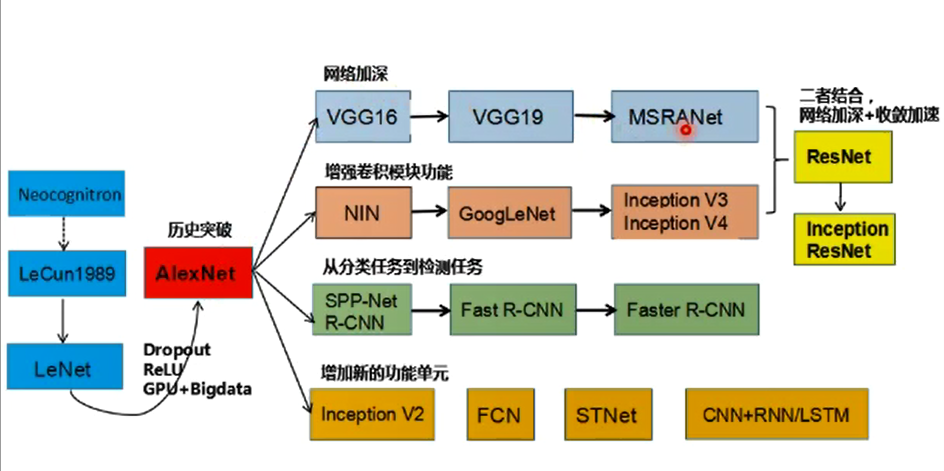 Neocognitron
LeCun1989
LeNet
历史突破
AlexNet
Dropout
ReLU
GPU+Bigdata
网络加深
VGG16
VGG19
MSRANet
增强卷积模块功能
NIN
GoogLeNet
Inception V3
Inception V4
二者结合，
网络加深+收敛加速
ResNet
Inception
ResNet
从分类任务到检测任务
SPP-Net
R-CNN
Fast R-CNN
Faster R-CNN
增加新的功能单元
Inception V2
FCN
STNet
CNN+RNN/LSTM